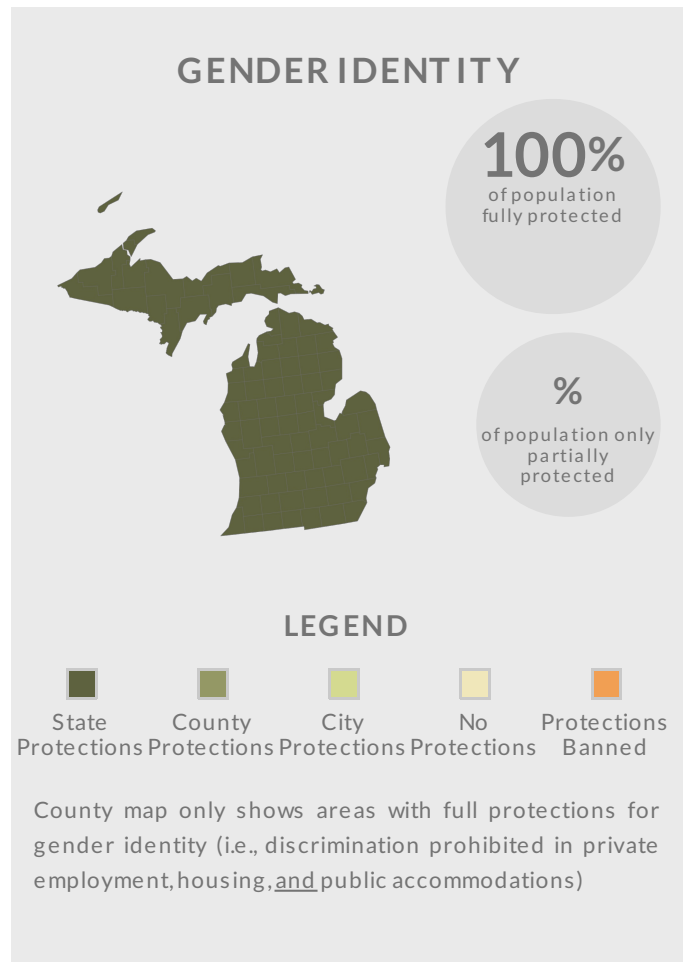 GENDER IDENTITY
100%
of population
fully protected
%
of population only
partially
protected
LEGEND
State
Protections
County
Protections
City
Protections
No
Protections
Protections
Banned
County map only shows areas with full protections for
gender identity (i.e., discrimination prohibited in private
employment, housing, and public accommodations)